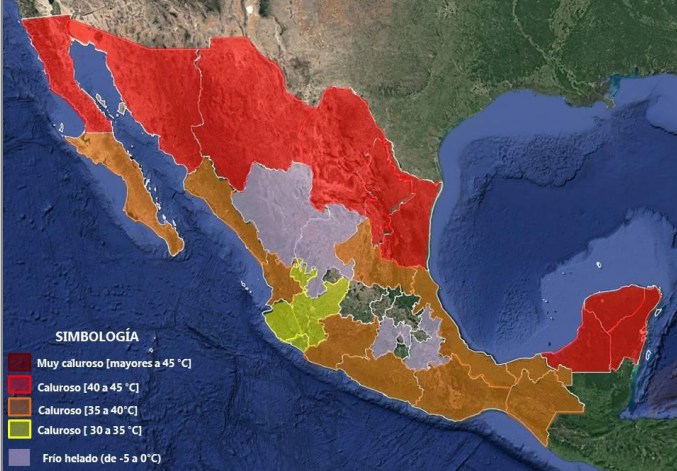 SIMBOLOGÍA
Muy caluroso [mayores a 45 °C]
Caluroso [40 a 45 °C]
Caluroso [35 a 40°C]
Caluroso [ 30 a 35 °C]
Frío helado (de -5 a 0°C)